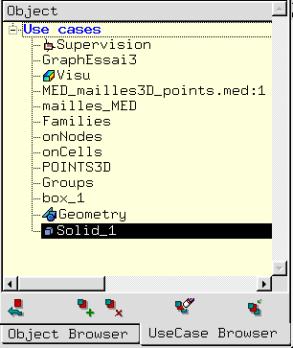 Object
Use cases
Supervision
GraphEssai3
Visu
MED_mailles3D_points.med:1
mailles_MED
Families
onNodes
onCells
POINTS3D
Groups
box_1
Geometry
Solid_1
Object Browser
UseCase Browser